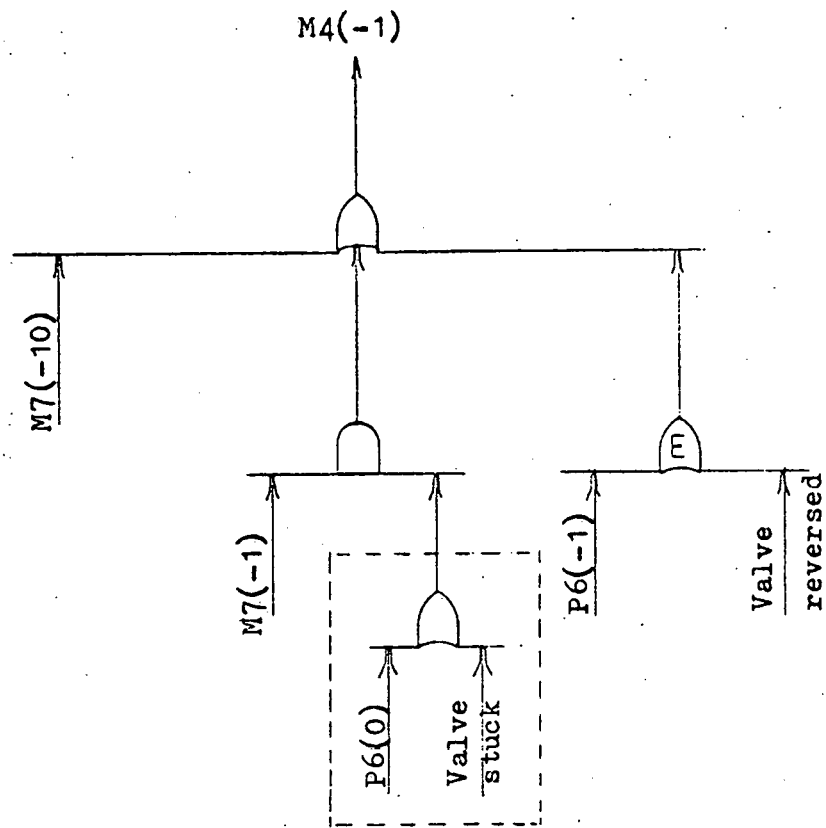 M4(-1)
M7(-10)
E
M7(-1)
P6(-1)
Valve
reversed
P6(0)
Valve
stuck